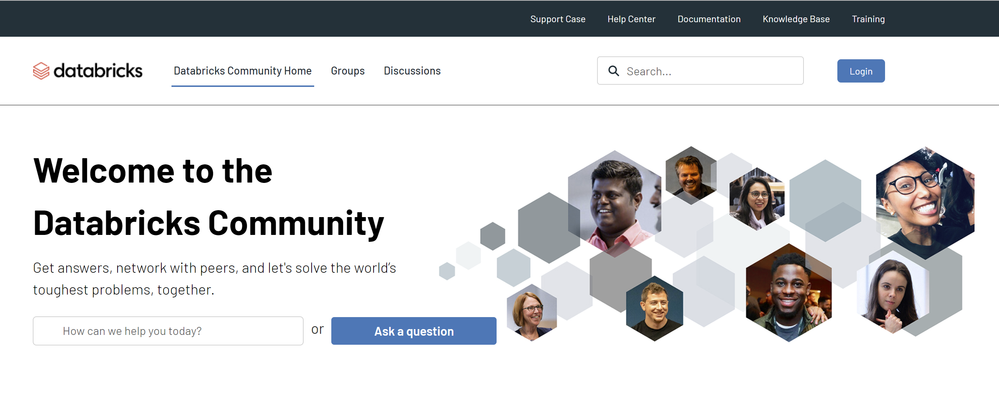 Support Case Help Center Documentation Knowledge Base Training
databricks Databricks Community Home Groups Discussions Search... Login
Welcome to the
Databricks Community
Get answers, network with peers, and let's solve the world’s
toughest problems, together.
How can we help you today? or Ask a question